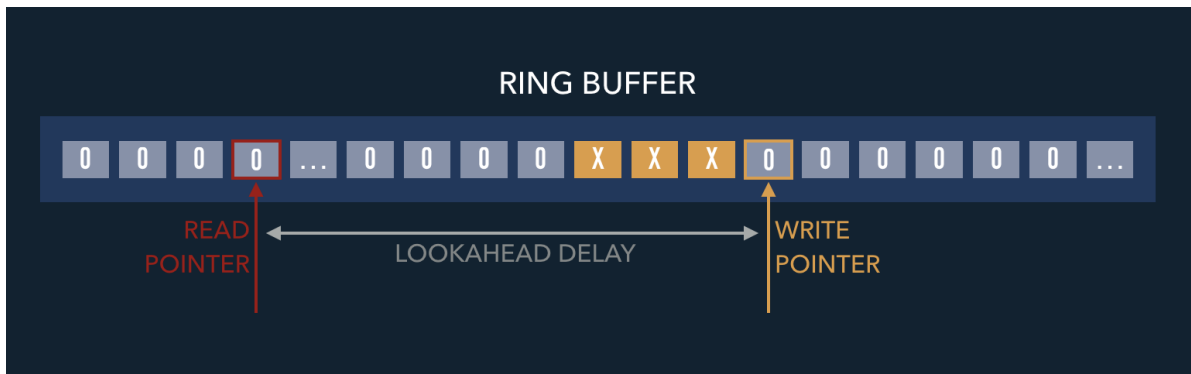 RING BUFFER
0 0 0 0 ... 0 0 0 0 X X X 0 0 0 0 0 0 ...
READ
POINTER
LOOKAHEAD DELAY
WRITE
POINTER